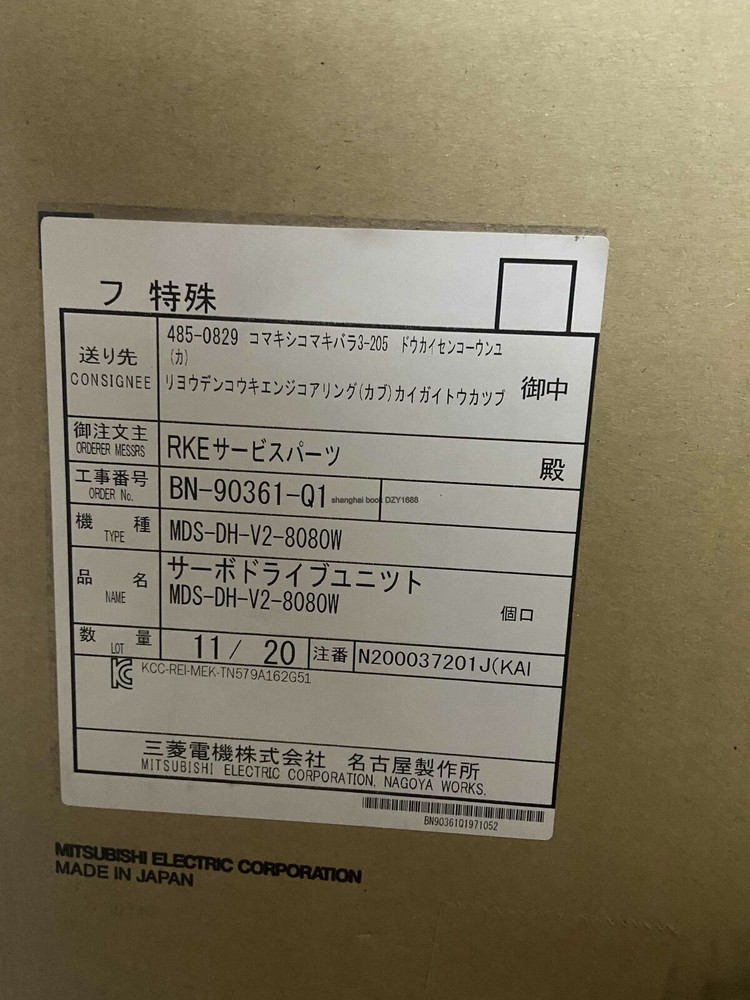 フ 特殊
送り先
CONSIGNEE
485-0829 コマキシコマキバラ3-205 ドウカイセンコーウンユ
(カ)
リヨウデンコウキエンジコアリング(カブ)カイガイトウカツブ 御中
御注文主
ORDERER MESSRS
RKEサービスパーツ 殿
工事番号
ORDER No.
BN-90361-Q1
shanghai book DZY1688
機 種
TYPE
MDS-DH-V2-8080W
品 名
NAME
サーボドライブユニツト
MDS-DH-V2-8080W
個口
数 量
LOT
11/ 20 注番 N200037201J(KAI
KCC-REI-MEK-TN579A162G51
三菱電機株式会社 名古屋製作所
MITSUBISHI ELECTRIC CORPORATION. NAGOYA WORKS.
BN90361Q1971052
MITSUBISHI ELECTRIC CORPORATION
MADE IN JAPAN